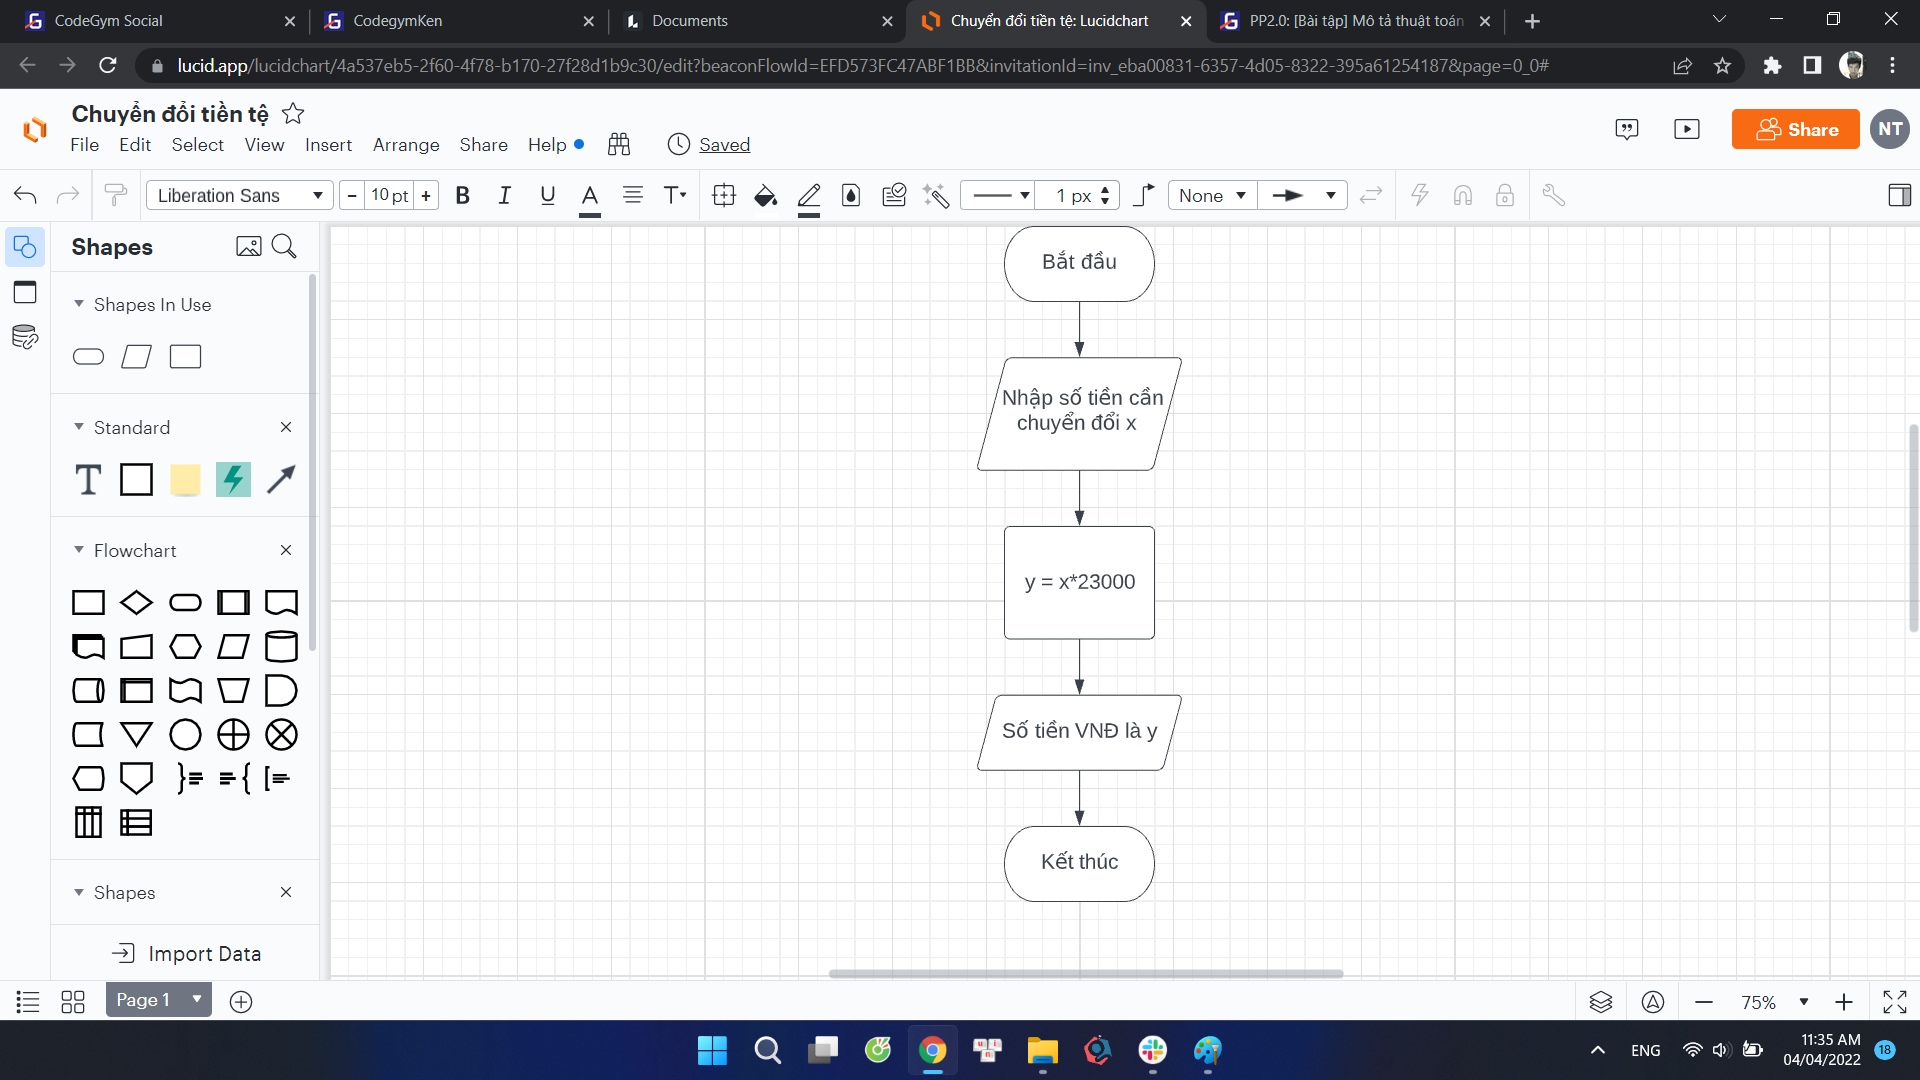 CodeGym Social
CodegymKen
Documents
Chuyển đổi tiền tệ: Lucidchart
PP2.0: [Bài tập] Mô tả thuật toán
lucid.app/lucidchart/4a537eb5-2f60-4f78-b170-27f28d1b9c30/edit?beaconFlowId=EFD573FC47ABF1BB&invitationId=inv_eba00831-6357-4d05-8322-395a61254187&page=0_0#
Chuyển đổi tiền tệ
File Edit Select View Insert Arrange Share Help Saved
Share
NT
Liberation Sans
10 pt
B I U A T
1 px
None
Shapes
Shapes In Use
Standard
T
Flowchart
Shapes
Import Data
Bắt đầu
Nhập số tiền cần
chuyển đổi x
y = x*23000
Số tiền VNĐ là y
Kết thúc
Page 1
75%
ENG
11:35 AM
04/04/2022
18